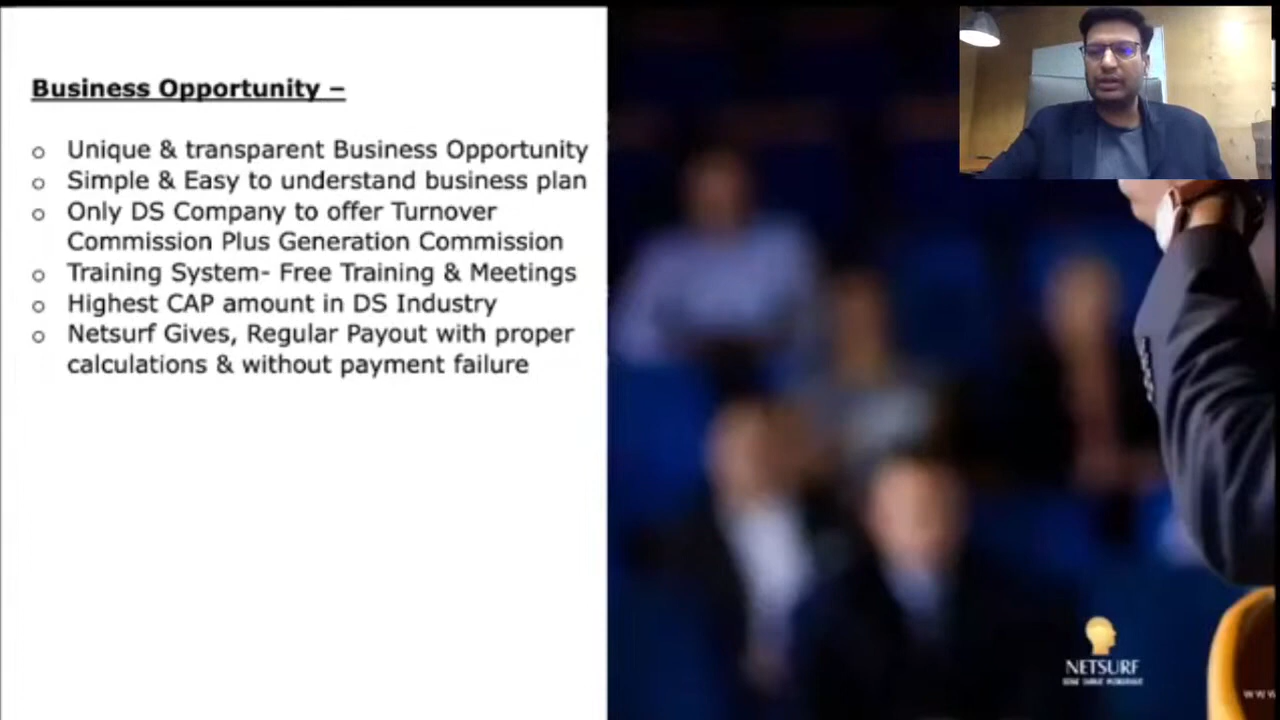 Business Opportunity –
o Unique & transparent Business Opportunity
o Simple & Easy to understand business plan
o Only DS Company to offer Turnover
Commission Plus Generation Commission
o Training System- Free Training & Meetings
o Highest CAP amount in DS Industry
o Netsurf Gives, Regular Payout with proper
calculations & without payment failure
NETSURF
www